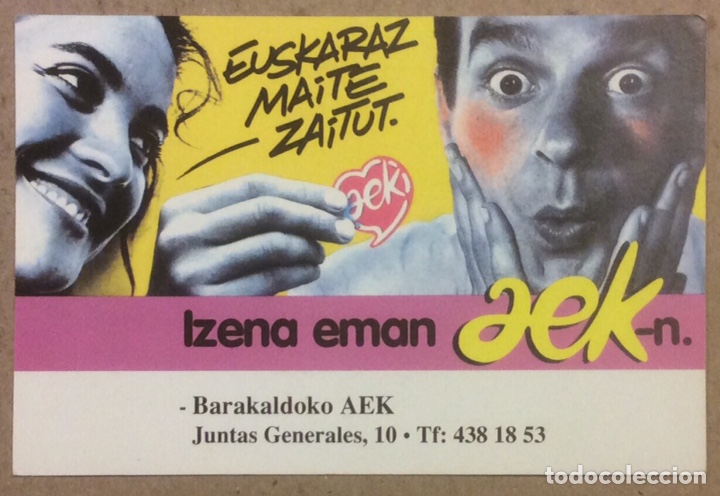 EUSKARAZ
MAITE
ZAITUT.
aek
Izena eman aek-n.
- Barakaldoko AEK
Juntas Generales, 10 • Tf: 438 18 53
todocoleccion